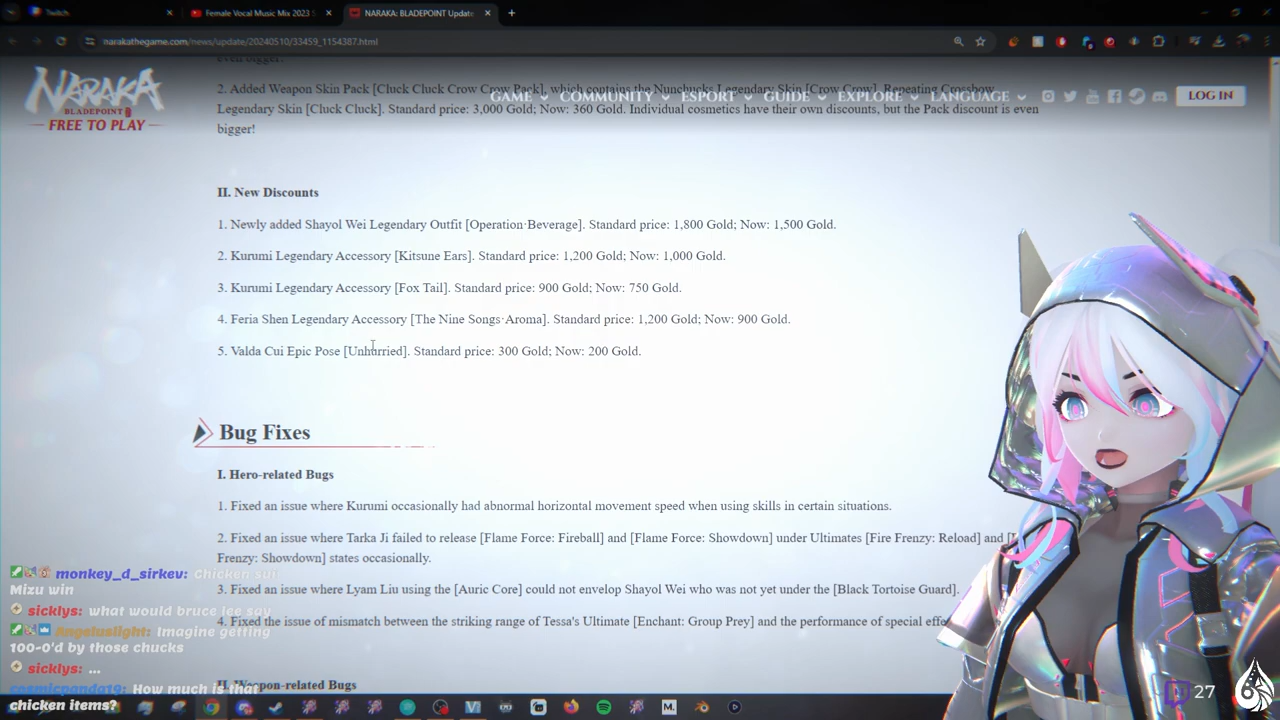 Twitch
Female Vocal Music Mix 2023
NARAKA: BLADEPOINT Update
narakathegame.com/news/update/20240510/33459_1154387.html
NARAKA
BLADEPOINT
FREE TO PLAY
GAME COMMUNITY ESPORT GUIDE EXPLORE LANGUAGE LOG IN
even bigger!
2. Added Weapon Skin Pack [Cluck Cluck Crow Crow Pack], which contains the Nunchucks Legendary Skin [Crow Crow], Repeating Crossbow
Legendary Skin [Cluck Cluck]. Standard price: 3,000 Gold; Now: 360 Gold. Individual cosmetics have their own discounts, but the Pack discount is even
bigger!
II. New Discounts
1. Newly added Shayol Wei Legendary Outfit [Operation·Beverage]. Standard price: 1,800 Gold; Now: 1,500 Gold.
2. Kurumi Legendary Accessory [Kitsune Ears]. Standard price: 1,200 Gold; Now: 1,000 Gold.
3. Kurumi Legendary Accessory [Fox Tail]. Standard price: 900 Gold; Now: 750 Gold.
4. Feria Shen Legendary Accessory [The Nine Songs·Aroma]. Standard price: 1,200 Gold; Now: 900 Gold.
5. Valda Cui Epic Pose [Unhurried]. Standard price: 300 Gold; Now: 200 Gold.
Bug Fixes
I. Hero-related Bugs
1. Fixed an issue where Kurumi occasionally had abnormal horizontal movement speed when using skills in certain situations.
2. Fixed an issue where Tarka Ji failed to release [Flame Force: Fireball] and [Flame Force: Showdown] under Ultimates [Fire Frenzy: Reload] and
Frenzy: Showdown] states occasionally.
3. Fixed an issue where Lyam Liu using the [Auric Core] could not envelop Shayol Wei who was not yet under the [Black Tortoise Guard].
4. Fixed the issue of mismatch between the striking range of Tessa's Ultimate [Enchant: Group Prey] and the performance of special
II. Weapon-related Bugs
monkey_d_sirkev: Chicken suit
Mizu win
sicklys: what would bruce lee say
Angeluslight: Imagine getting
100-0'd by those chucks
sicklys: ...
cosmicpanda19: How much is that
chicken items?
27